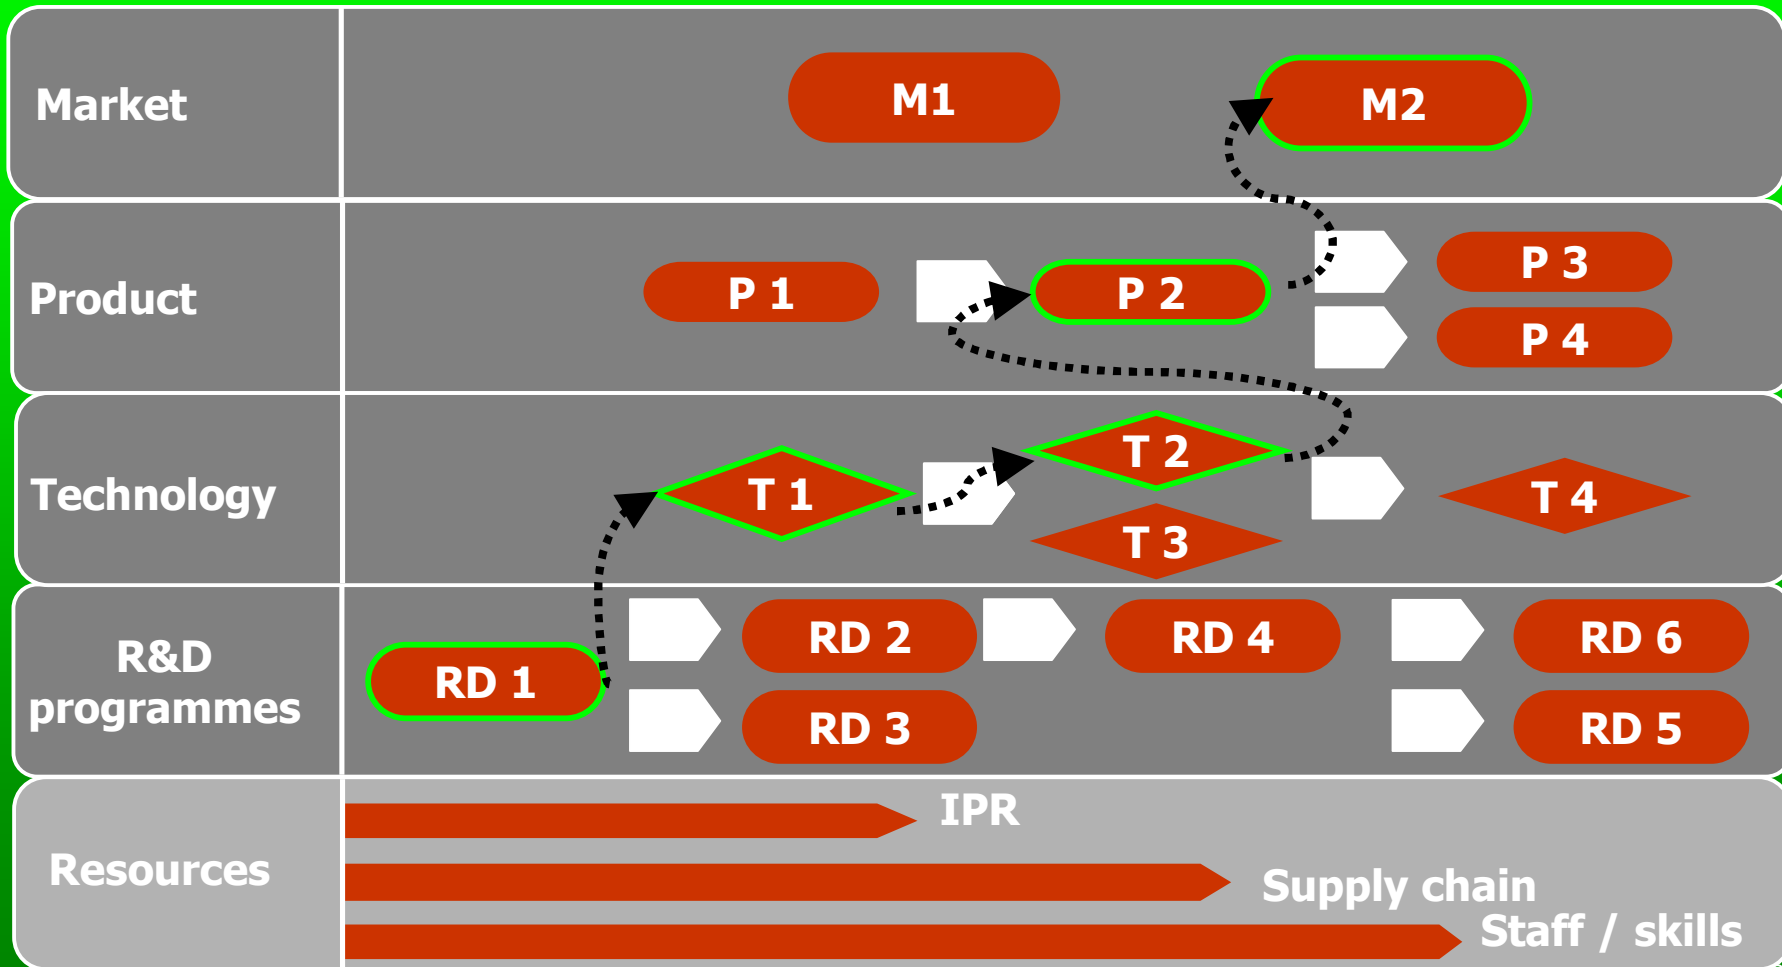 Market
M1
M2
Product
P 1
P 2
P 3
P 4
Technology
T 1
T 2
T 3
T 4
R&D
programmes
RD 1
RD 2
RD 3
RD 4
RD 6
RD 5
Resources
IPR
Supply chain
Staff / skills